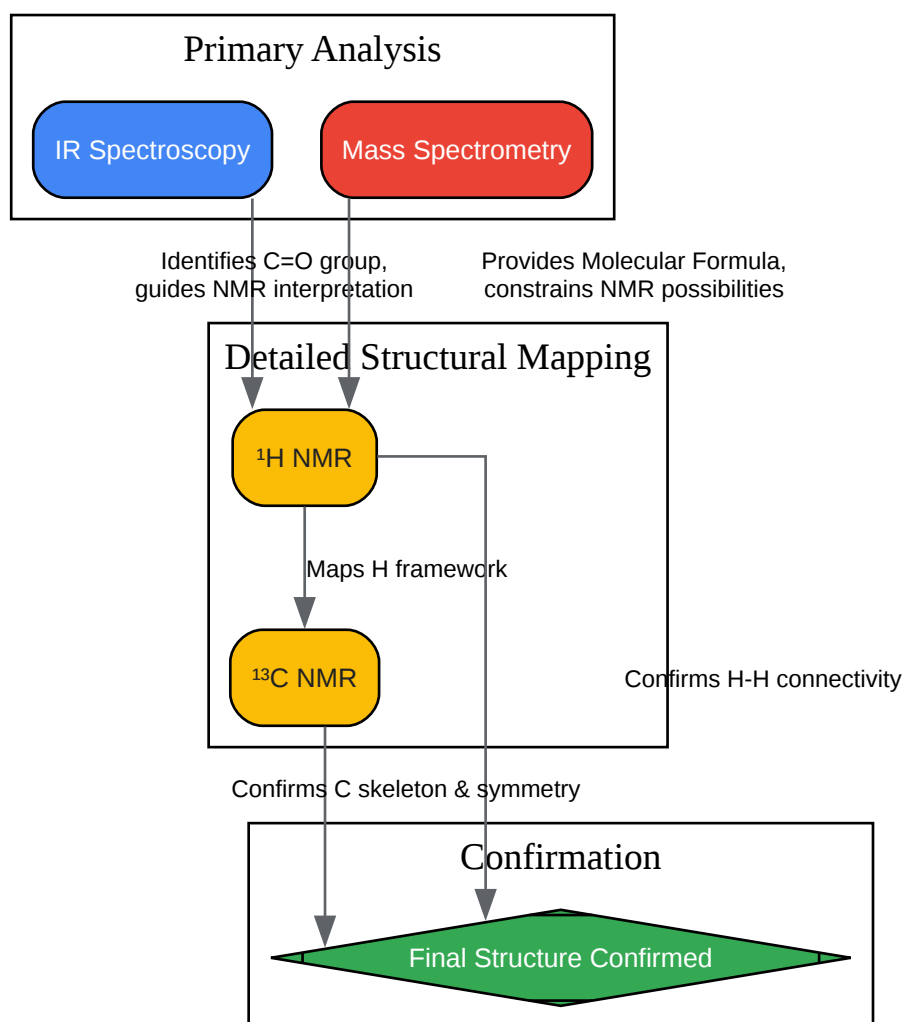 Primary Analysis
IR Spectroscopy
Mass Spectrometry
Identifies C=O group,
guides NMR interpretation
Provides Molecular Formula,
constrains NMR possibilities
Detailed Structural Mapping
¹H NMR
Maps H framework
¹³C NMR
Confirms H-H connectivity
Confirms C skeleton & symmetry
Confirmation
Final Structure Confirmed